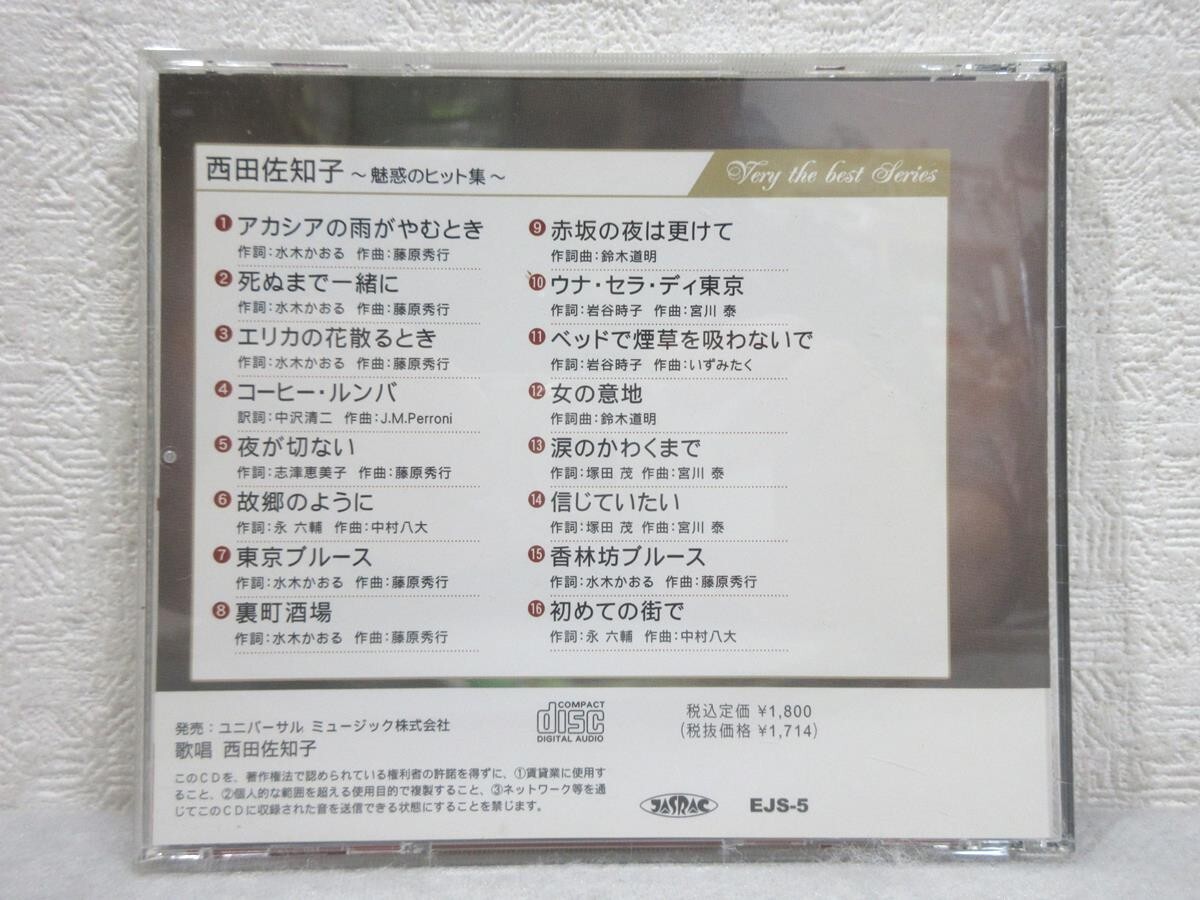 西田佐知子 ～魅惑のヒット集～
Very the best Series
1 アカシアの雨がやむとき
作詞：水木かおる 作曲：藤原秀行
2 死ぬまで一緒に
作詞：水木かおる 作曲：藤原秀行
3 エリカの花散るとき
作詞：水木かおる 作曲：藤原秀行
4 コーヒー・ルンバ
訳詞：中沢清二 作曲：J.M.Perroni
5 夜が切ない
作詞：志津恵美子 作曲：藤原秀行
6 故郷のように
作詞：永 六輔 作曲：中村八大
7 東京ブルース
作詞：水木かおる 作曲：藤原秀行
8 裏町酒場
作詞：水木かおる 作曲：藤原秀行
9 赤坂の夜は更けて
作詞曲：鈴木道明
10 ウナ・セラ・ディ東京
作詞：岩谷時子 作曲：宮川 泰
11 ベッドで煙草を吸わないで
作詞：岩谷時子 作曲：いずみたく
12 女の意地
作詞曲：鈴木道明
13 涙のかわくまで
作詞：塚田 茂 作曲：宮川 泰
14 信じていたい
作詞：塚田 茂 作曲：宮川 泰
15 香林坊ブルース
作詞：水木かおる 作曲：藤原秀行
16 初めての街で
作詞：永 六輔 作曲：中村八大
発売：ユニバーサル ミュージック株式会社
歌唱 西田佐知子
このCDを、著作権法で認められている権利者の許諾を得ずに、①賃貸業に使用す
ること、②個人的な範囲を超える使用目的で複製すること、③ネットワーク等を通
じてこのCDに収録された音を送信できる状態にすることを禁じます。
COMPACT
disc
DIGITAL AUDIO
税込定価 ¥1,800
(税抜価格 ¥1,714)
JASRAC
EJS-5